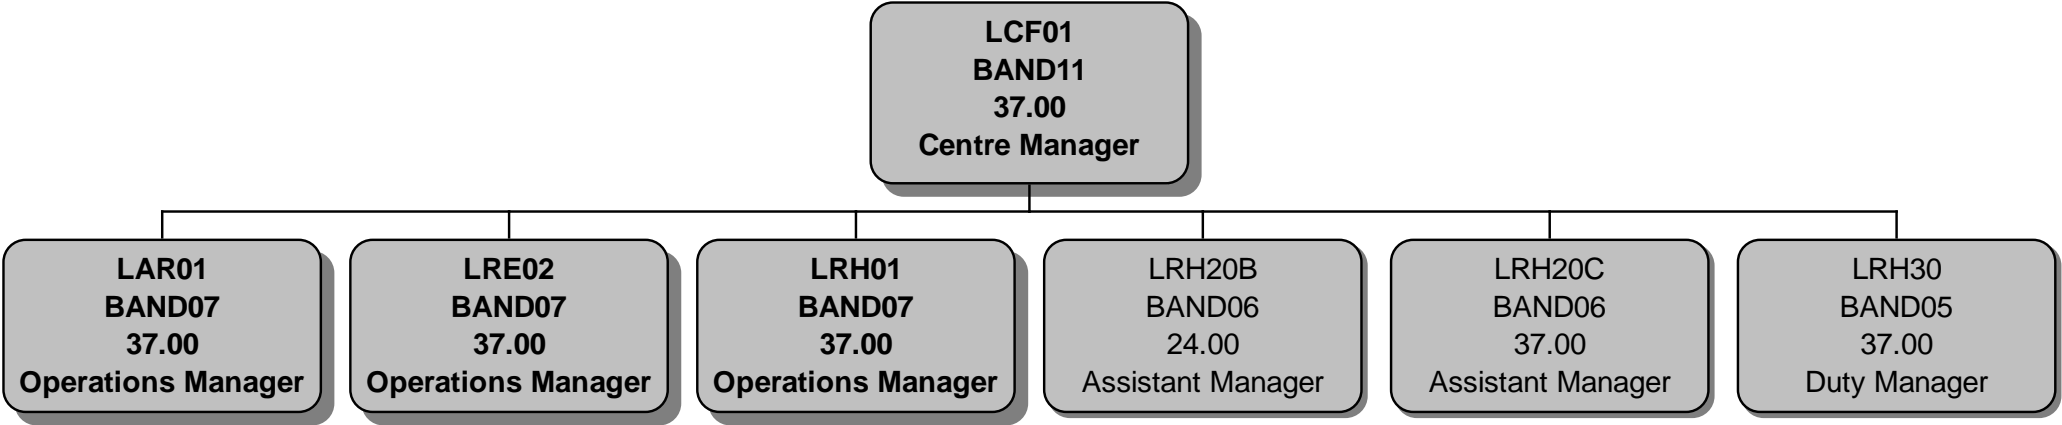 LCF01
BAND11
37.00
Centre Manager
LAR01
BAND07
37.00
Operations Manager
LRE02
BAND07
37.00
Operations Manager
LRH01
BAND07
37.00
Operations Manager
LRH20B
BAND06
24.00
Assistant Manager
LRH20C
BAND06
37.00
Assistant Manager
LRH30
BAND05
37.00
Duty Manager